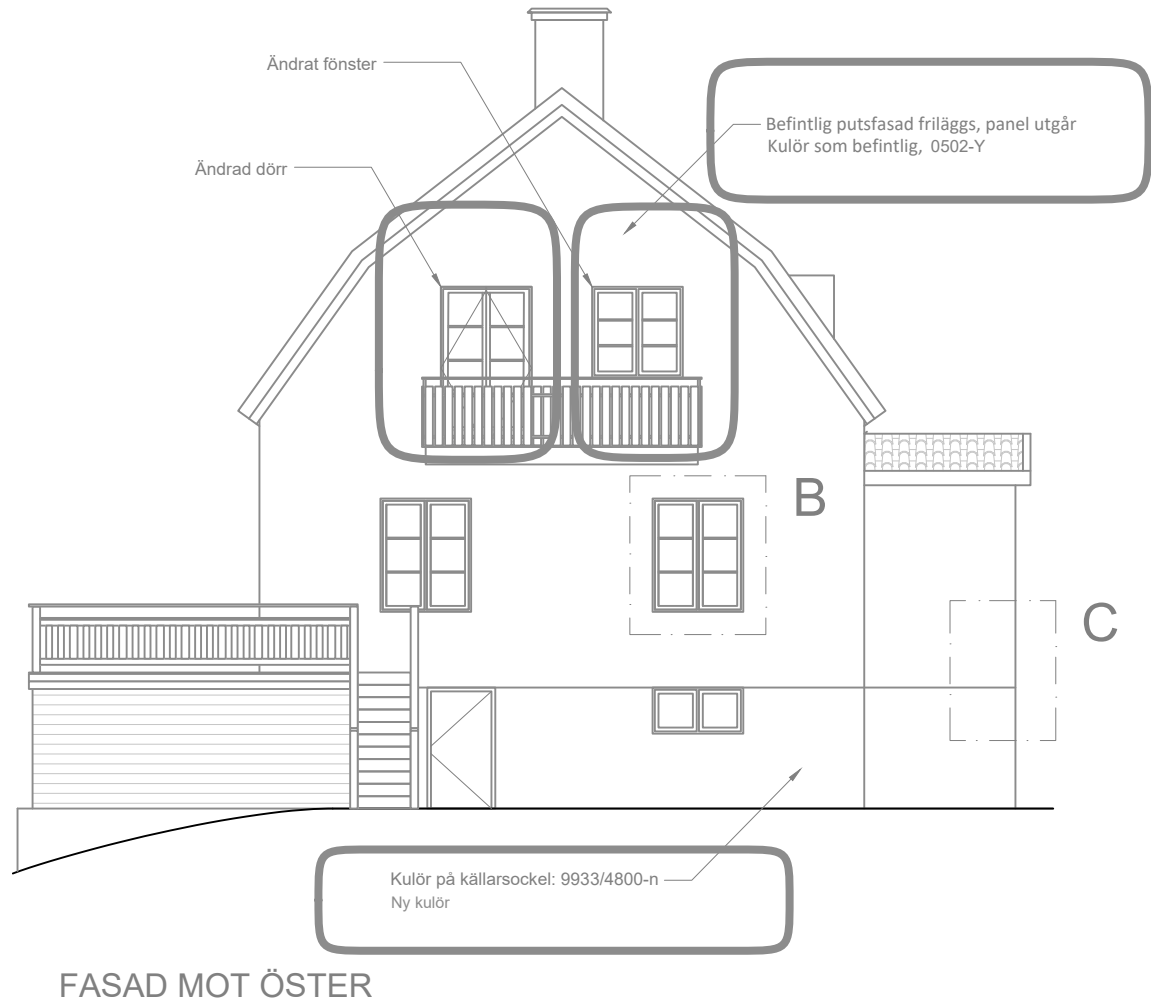 Ändrat fönster
Befintlig putsfasad friläggs, panel utgår
Kulör som befintlig, 0502-Y
Ändrad dörr
B
C
Kulör på källarsockel: 9933/4800-n
Ny kulör
FASAD MOT ÖSTER